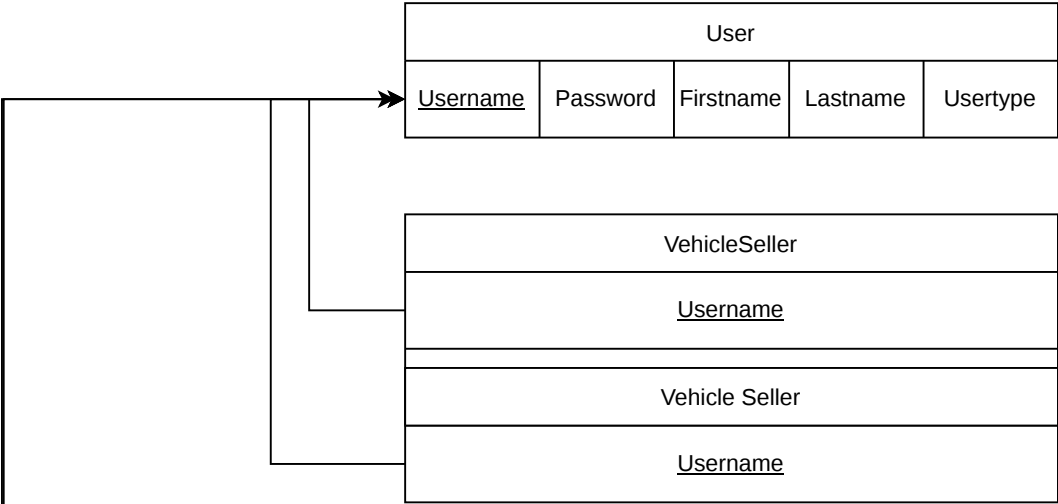 User
Username Password Firstname Lastname Usertype
VehicleSeller
Username
Vehicle Seller
Username